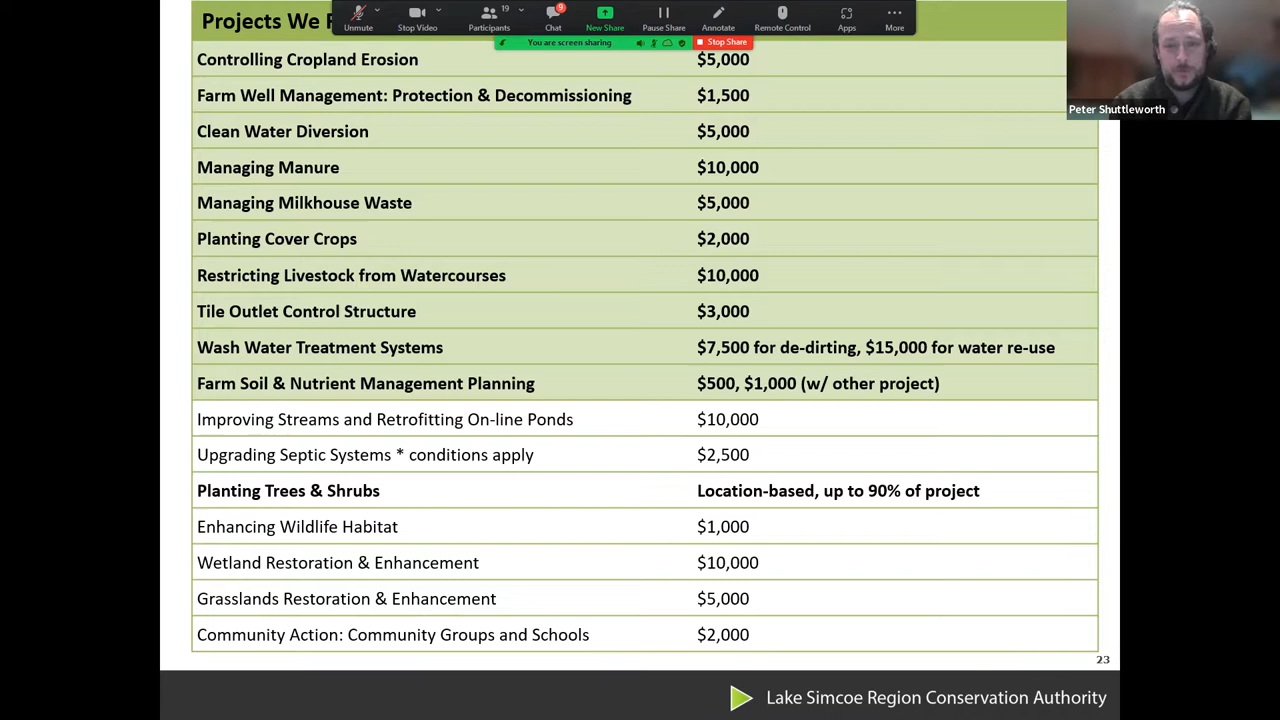 Projects We F
Unmute
Stop Video
19
Participants
9
Chat
New Share
Pause Share
Annotate
Remote Control
Apps
More
You are screen sharing
Stop Share
Peter Shuttleworth
Controlling Cropland Erosion $5,000
Farm Well Management: Protection & Decommissioning $1,500
Clean Water Diversion $5,000
Managing Manure $10,000
Managing Milkhouse Waste $5,000
Planting Cover Crops $2,000
Restricting Livestock from Watercourses $10,000
Tile Outlet Control Structure $3,000
Wash Water Treatment Systems $7,500 for de-dirting, $15,000 for water re-use
Farm Soil & Nutrient Management Planning $500, $1,000 (w/ other project)
Improving Streams and Retrofitting On-line Ponds $10,000
Upgrading Septic Systems * conditions apply $2,500
Planting Trees & Shrubs Location-based, up to 90% of project
Enhancing Wildlife Habitat $1,000
Wetland Restoration & Enhancement $10,000
Grasslands Restoration & Enhancement $5,000
Community Action: Community Groups and Schools $2,000
23
Lake Simcoe Region Conservation Authority